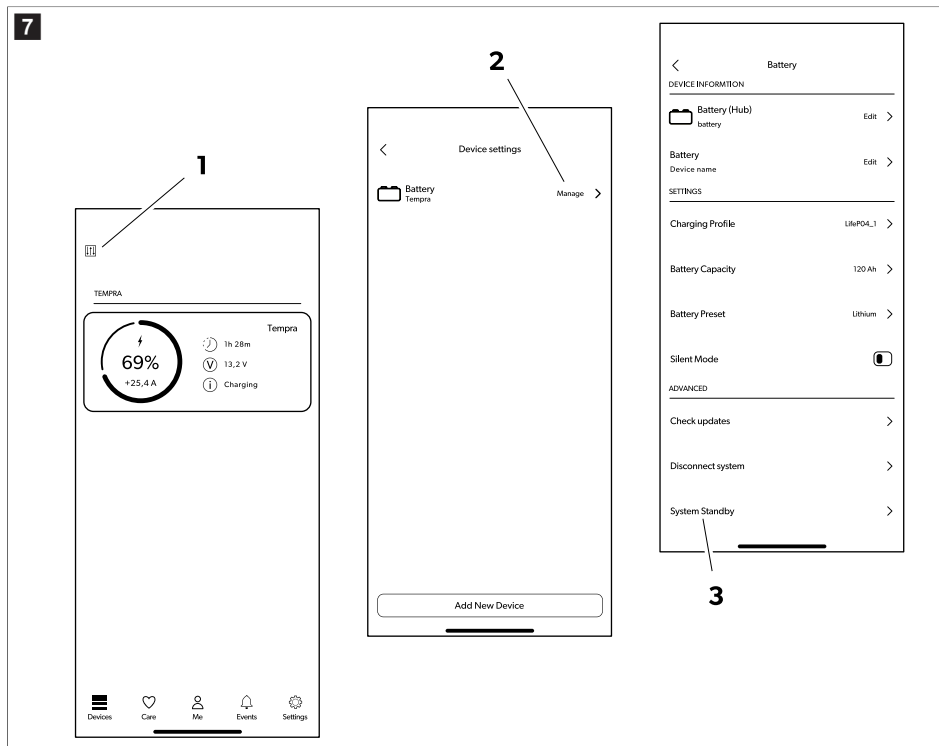 7
1
TEMPRA
Tempra
69%
+25,4 A
1h 28m
V
13,2 V
i
Charging
Devices
Care
Me
Events
Settings
2
Device settings
Battery
Tempra
Manage
Add New Device
Battery
DEVICE INFORMTION
Battery (Hub)
battery
Edit
Battery
Device name
Edit
SETTINGS
Charging Profile
LifeP04_1
Battery Capacity
120 Ah
Battery Preset
Lithium
Silent Mode
ADVANCED
Check updates
Disconnect system
System Standby
3